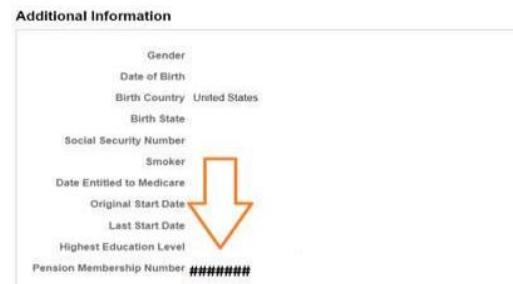 Additional Information
Gender
Date of Birth
Birth Country United States
Birth State
Social Security Number
Smoker
Date Entitled to Medicare
Original Start Date
Last Start Date
Highest Education Level
Pension Membership Number #######